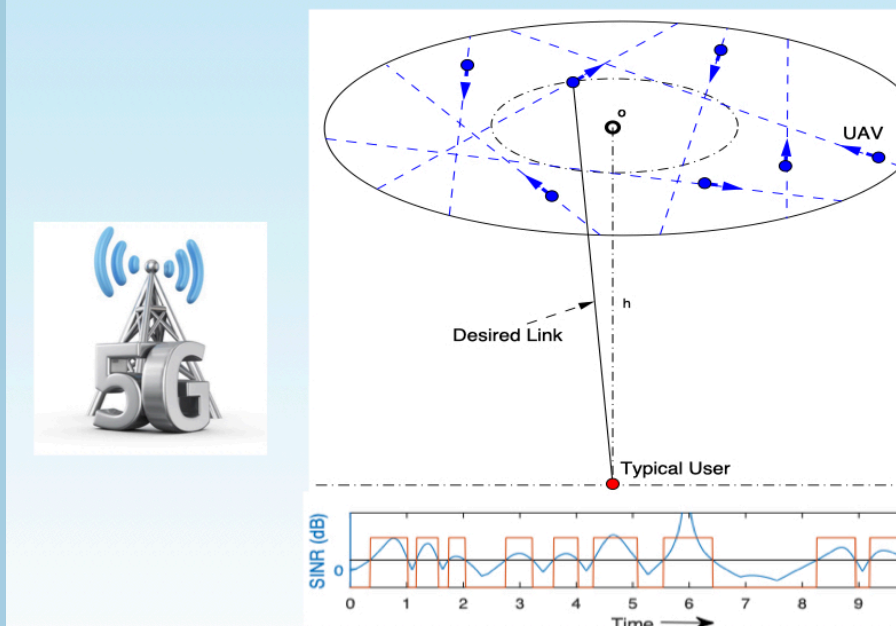 5G
o
UAV
h
Desired Link
Typical User
SINR (dB)
0
0 1 2 3 4 5 6 7 8 9
Time